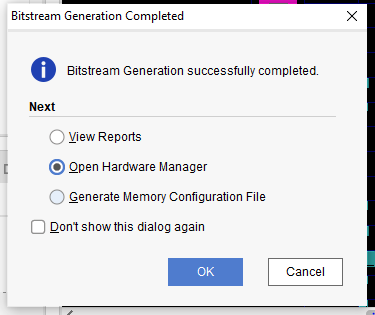 Bitstream Generation Completed
Bitstream Generation successfully completed.
Next
View Reports
Open Hardware Manager
Generate Memory Configuration File
Don't show this dialog again
OK
Cancel